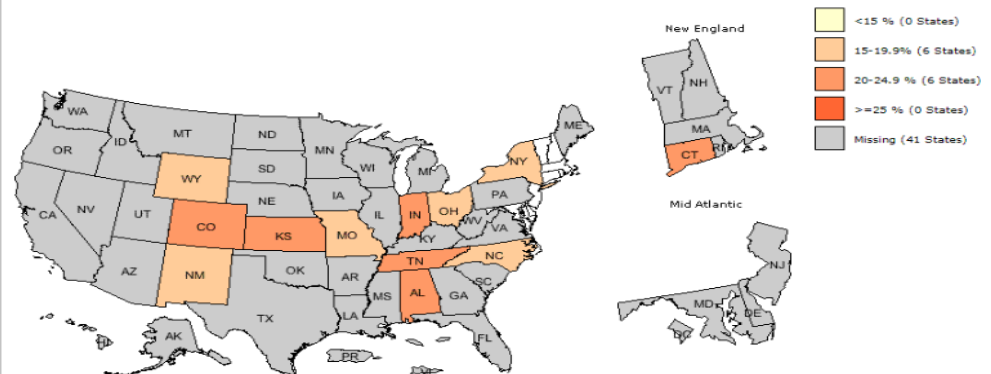 New England
<15 % (0 States)
15-19.9% (6 States)
20-24.9 % (6 States)
>=25 % (0 States)
Missing (41 States)
VT
NH
MA
CT
RI
WA
MT
ND
MN
ME
OR
ID
SD
WI
MI
NY
WY
IA
PA
NE
NV
UT
CO
KS
MO
IL
IN
OH
WV
VA
KY
CA
AZ
NM
OK
AR
TN
NC
SC
MS
AL
GA
TX
LA
FL
AK
HI
PR
Mid Atlantic
NJ
MD
DE
DC